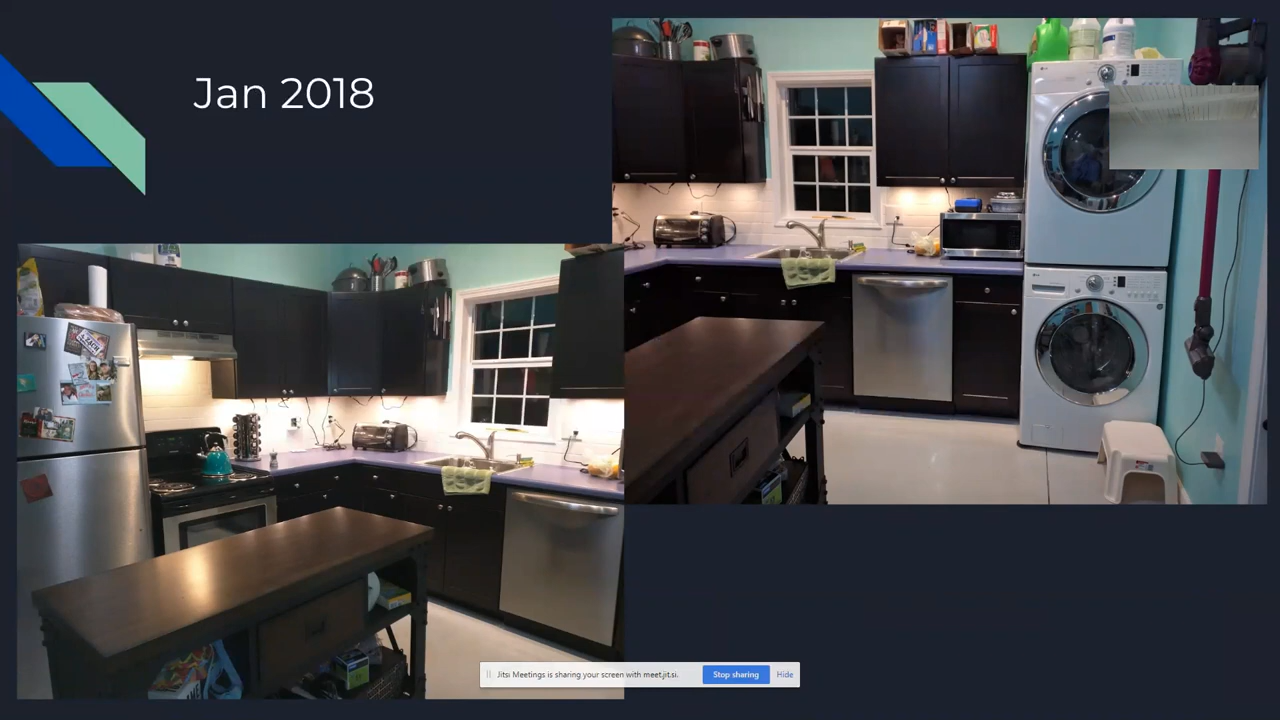 Jan 2018
Jitsi Meetings is sharing your screen with meet.jit.si.
Stop sharing
Hide